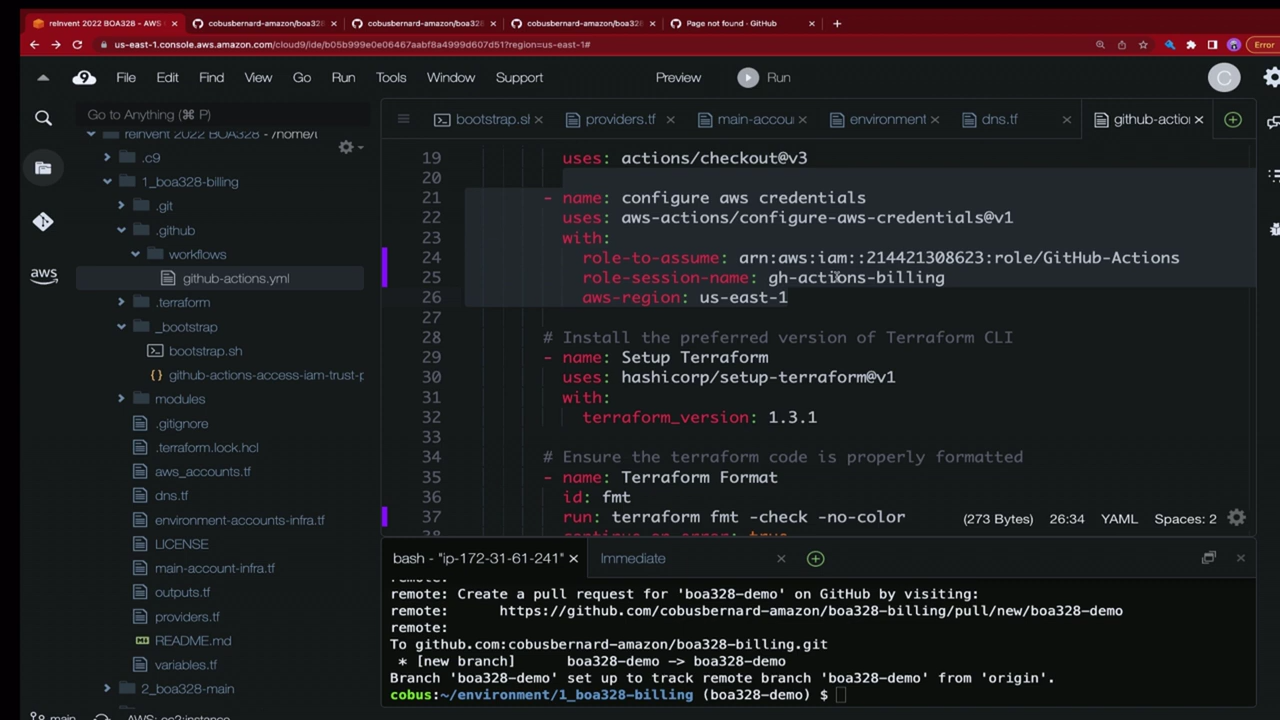 reInvent 2022 BOA328 - AWS
cobusbernard-amazon/boa328
cobusbernard-amazon/boa328
cobusbernard-amazon/boa328
Page not found · GitHub
us-east-1.console.aws.amazon.com/cloud9/ide/b05b999e0e06467aabf8a4999d607d51?region=us-east-1#
Error
9 File Edit Find View Go Run Tools Window Support Preview Run C
Go to Anything (⌘ P)
bootstrap.sh providers.tf main-accou environment dns.tf github-actio
reInvent 2022 BOA328 - /home/
.c9
1_boa328-billing
.git
.github
workflows
github-actions.yml
.terraform
_bootstrap
bootstrap.sh
github-actions-access-iam-trust-p
modules
.gitignore
.terraform.lock.hcl
aws_accounts.tf
dns.tf
environment-accounts-infra.tf
LICENSE
main-account-infra.tf
outputs.tf
providers.tf
README.md
variables.tf
2_boa328-main
aws
19 uses: actions/checkout@v3
20
21 - name: configure aws credentials
22 uses: aws-actions/configure-aws-credentials@v1
23 with:
24 role-to-assume: arn:aws:iam::214421308623:role/GitHub-Actions
25 role-session-name: gh-actions-billing
26 aws-region: us-east-1
27
28 # Install the preferred version of Terraform CLI
29 - name: Setup Terraform
30 uses: hashicorp/setup-terraform@v1
31 with:
32 terraform_version: 1.3.1
33
34 # Ensure the terraform code is properly formatted
35 - name: Terraform Format
36 id: fmt
37 run: terraform fmt -check -no-color
38 continue-on-error: true
(273 Bytes) 26:34 YAML Spaces: 2
bash - "ip-172-31-61-241" Immediate
remote:
remote: Create a pull request for 'boa328-demo' on GitHub by visiting:
remote: https://github.com/cobusbernard-amazon/boa328-billing/pull/new/boa328-demo
remote:
To github.com:cobusbernard-amazon/boa328-billing.git
* [new branch] boa328-demo -> boa328-demo
Branch 'boa328-demo' set up to track remote branch 'boa328-demo' from 'origin'.
cobus:~/environment/1_boa328-billing (boa328-demo) $
main AWS: ec2:instance